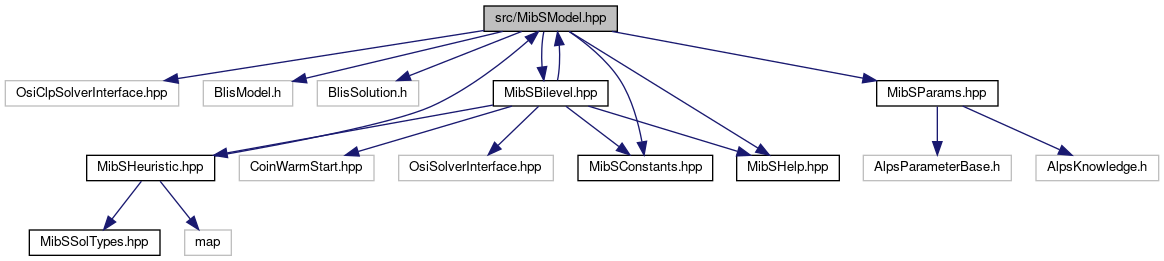 src/MibSModel.hpp
OsiClpSolverInterface.hpp
BlisModel.h
BlisSolution.h
MibSBilevel.hpp
MibSParams.hpp
MibSHeuristic.hpp
CoinWarmStart.hpp
OsiSolverInterface.hpp
MibSConstants.hpp
MibSHelp.hpp
AlpsParameterBase.h
AlpsKnowledge.h
MibSSolTypes.hpp
map